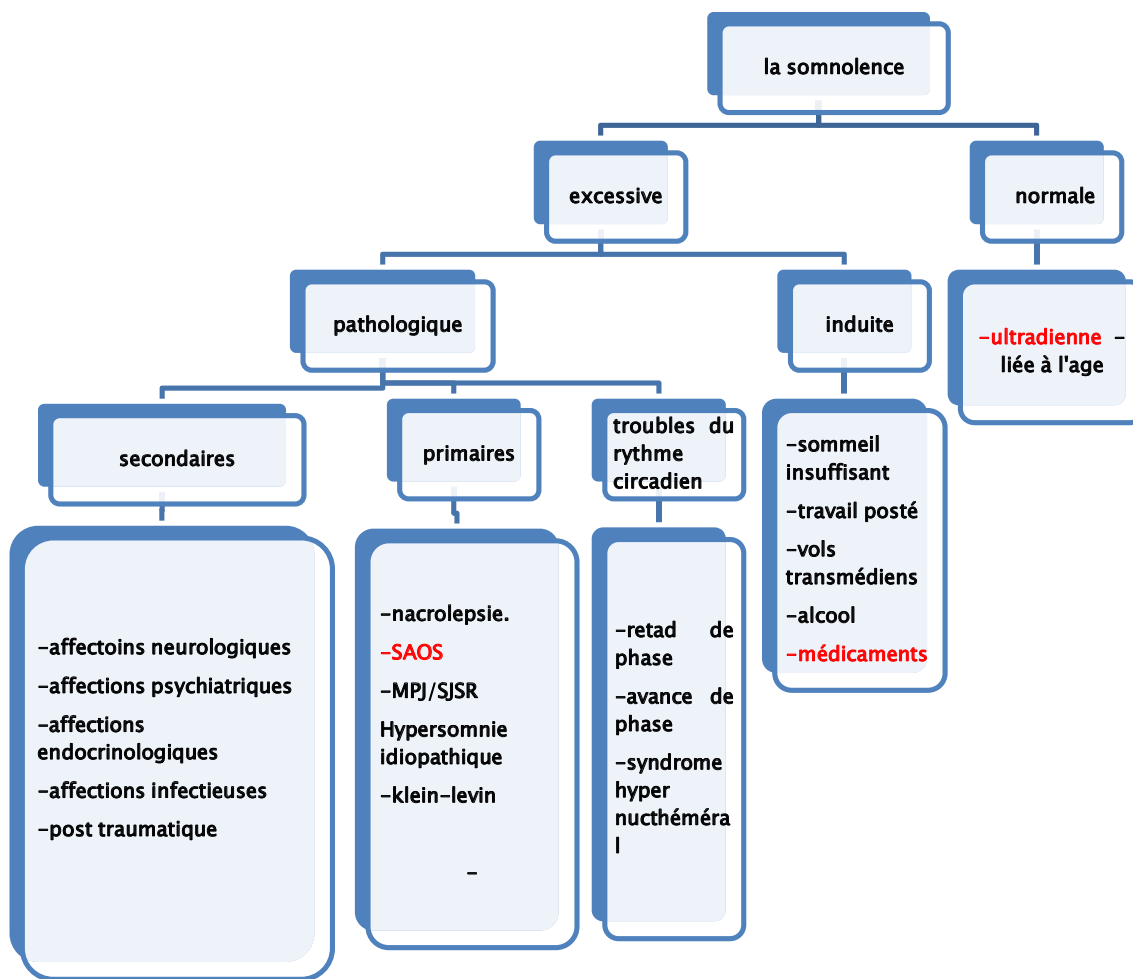 la somnolence
excessive
normale
pathologique
induite
-ultradienne -
liée à l'age
secondaires
primaires
troubles du
rythme
circadien
-sommeil
insuffisant
-travail posté
-vols
transmédiens
-alcool
-médicaments
-affectoins neurologiques
-affections psychiatriques
-affections
endocrinologiques
-affections infectieuses
-post traumatique
-nacrolepsie.
-SAOS
-MPJ/SJSR
Hypersomnie
idiopathique
-klein-levin
-
-retad de
phase
-avance de
phase
-syndrome
hyper
nucthéméra
l